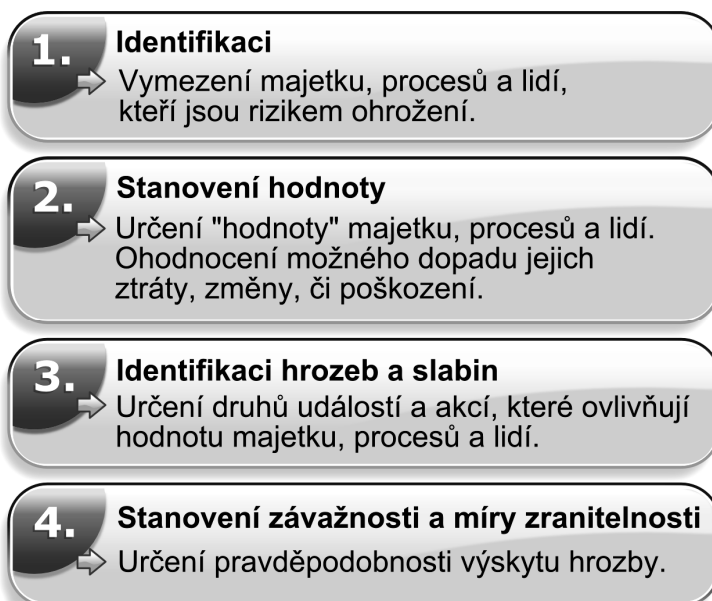 1.
Identifikaci
Vymezení majetku, procesů a lidí,
kteří jsou rizikem ohrožení.
2.
Stanovení hodnoty
Určení "hodnoty" majetku, procesů a lidí.
Ohodnocení možného dopadu jejich
ztráty, změny, či poškození.
3.
Identifikaci hrozeb a slabin
Určení druhů událostí a akcí, které ovlivňují
hodnotu majetku, procesů a lidí.
4.
Stanovení závažnosti a míry zranitelnosti
Určení pravděpodobnosti výskytu hrozby.